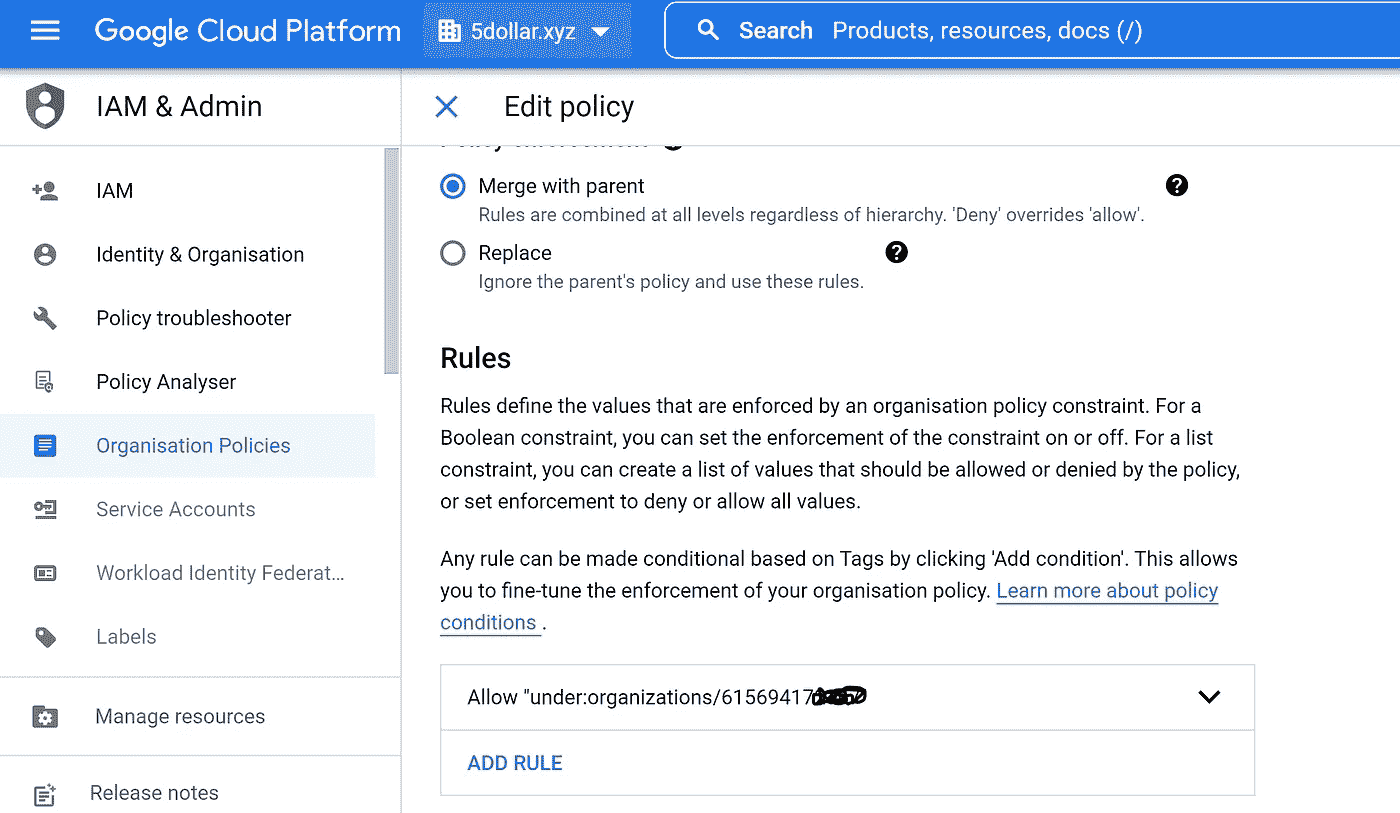 Google Cloud Platform
5dollar.xyz
Search Products, resources, docs (/)
IAM & Admin
Edit policy
IAM
Identity & Organisation
Policy troubleshooter
Policy Analyser
Organisation Policies
Service Accounts
Workload Identity Federat...
Labels
Manage resources
Release notes
Merge with parent
Rules are combined at all levels regardless of hierarchy. 'Deny' overrides 'allow'.
Replace
Ignore the parent's policy and use these rules.
Rules
Rules define the values that are enforced by an organisation policy constraint. For a
Boolean constraint, you can set the enforcement of the constraint on or off. For a list
constraint, you can create a list of values that should be allowed or denied by the policy,
or set enforcement to deny or allow all values.
Any rule can be made conditional based on Tags by clicking 'Add condition'. This allows
you to fine-tune the enforcement of your organisation policy. Learn more about policy
conditions .
Allow "under:organizations/61569417
ADD RULE